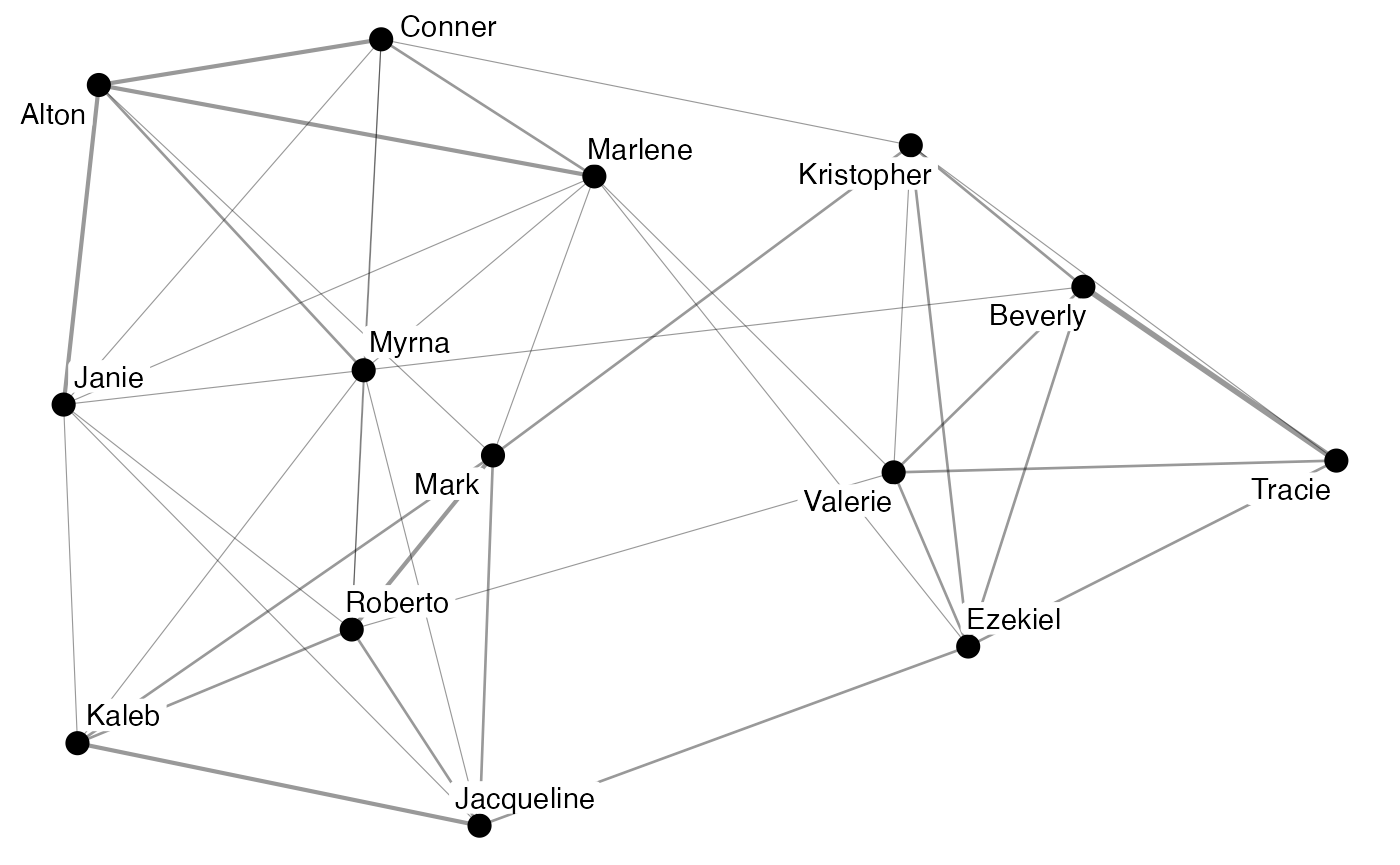 Conner
Alton
Marlene
Kristopher
Beverly
Myrna
Janie
Mark
Valerie
Tracie
Roberto
Ezekiel
Kaleb
Jacqueline